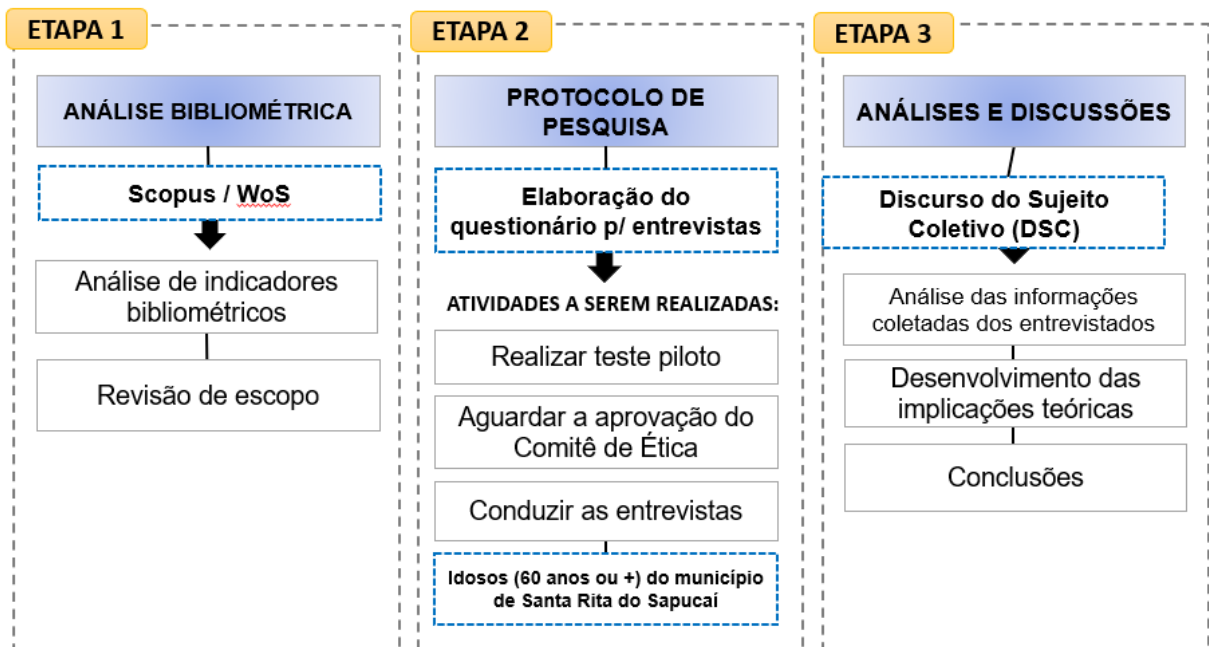 ETAPA 1
ANÁLISE BIBLIOMÉTRICA
Scopus / WoS
Análise de indicadores
bibliométricos
Revisão de escopo
ETAPA 2
PROTOCOLO DE
PESQUISA
Elaboração do
questionário p/ entrevistas
ATIVIDADES A SEREM REALIZADAS:
Realizar teste piloto
Aguardar a aprovação do
Comitê de Ética
Conduzir as entrevistas
Idosos (60 anos ou +) do município
de Santa Rita do Sapucaí
ETAPA 3
ANÁLISES E DISCUSSÕES
Discurso do Sujeito
Coletivo (DSC)
Análise das informações
coletadas dos entrevistados
Desenvolvimento das
implicações teóricas
Conclusões